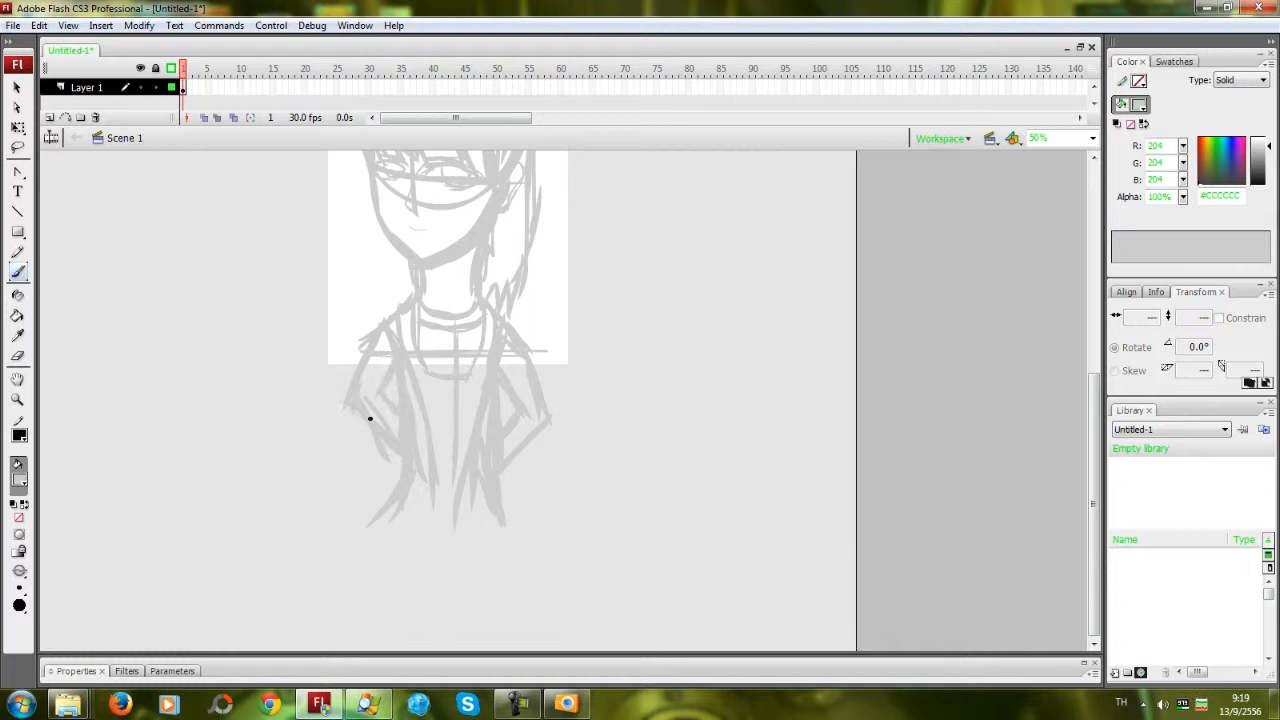 Adobe Flash CS3 Professional - [Untitled-1*]
File Edit View Insert Modify Text Commands Control Debug Window Help
Untitled-1*
1 5 10 15 20 25 30 35 40 45 50 55 60 65 70 75 80 85 90 95 100 105 110 115 120 125 130 135 140
Layer 1
1 30.0 fps 0.0s
Scene 1
Workspace 50%
Fl
Color Swatches
Type: Solid
R: 204
G: 204
B: 204
Alpha: 100% #CCCCCC
Align Info Transform
Constrain
Rotate 0.0°
Skew
Library
Untitled-1
Empty library
Name Type
Properties Filters Parameters
TH 9:19
13/9/2556